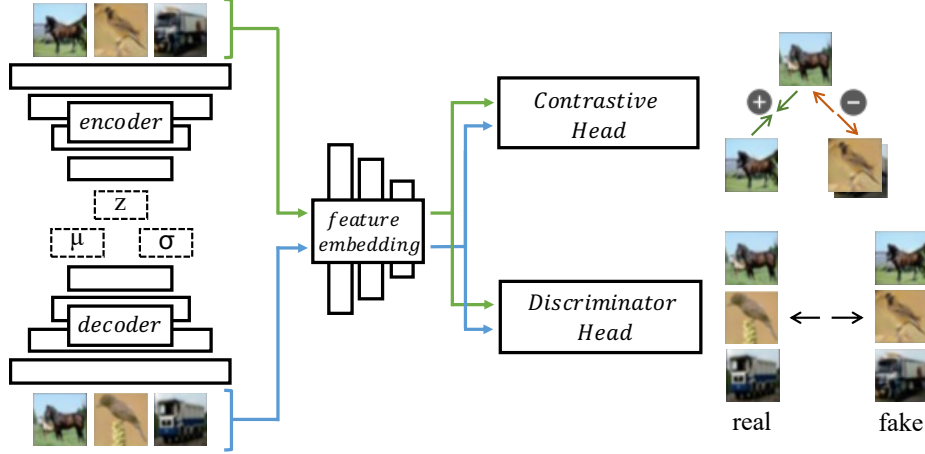 encoder
z
μ
σ
decoder
feature
embedding
Contrastive
Head
+
−
Discriminator
Head
real
fake